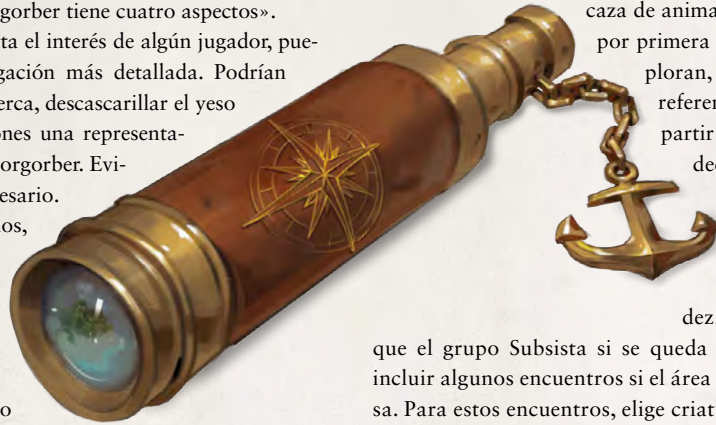 gorber tiene cuatro aspectos».
ta el interés de algún jugador, pue-
gación más detallada. Podrían
erca, descascarillar el yeso
ones una representa-
orgorber. Evi-
esario.
os,
o
caza de anima
por primera
ploran,
referen
partir
de
dez
que el grupo Subsista si se queda
incluir algunos encuentros si el área
sa. Para estos encuentros, elige criat